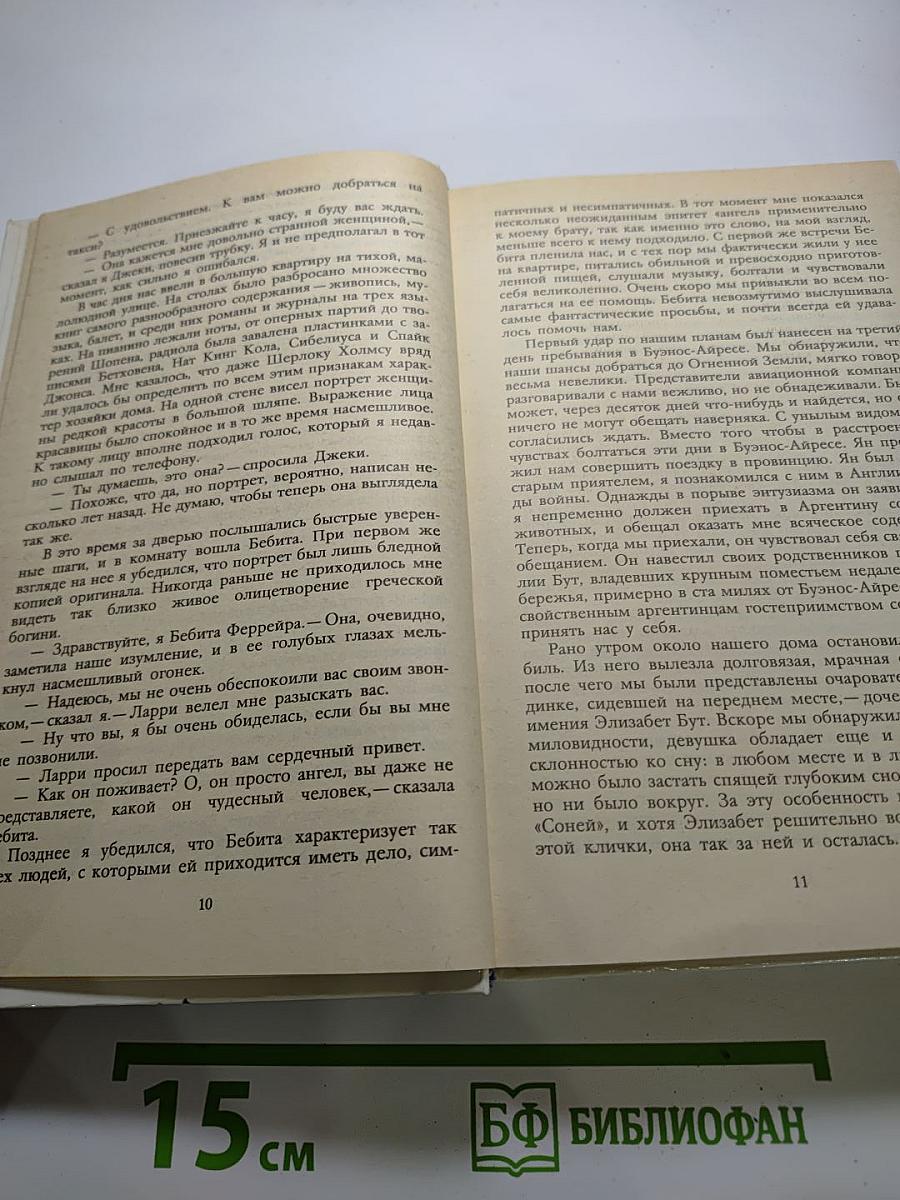 — С удовольствием. К вам можно добраться на
такси?
— Разумеется. Приезжайте к часу, я буду вас ждать.
— Она кажется мне довольно странной женщиной,—
сказал я Джеки, повесив трубку. Я и не предполагал в тот
момент, как сильно я ошибался.
В час дня нас ввели в большую квартиру на тихой, ма-
лолюдной улице. На столах было разбросано множество
книг самого разнообразного содержания — живопись, му-
зыка, балет, и среди них романы и журналы на трех язы-
ках. На пианино лежали ноты, от оперных партий до тво-
рений Шопена, радиола была завалена пластинками с за-
писями Бетховена, Нат Кинг Кола, Сибелиуса и Спайк
Джонса. Мне казалось, что даже Шерлоку Холмсу вряд
ли удалось бы определить по всем этим признакам харак-
тер хозяйки дома. На одной стене висел портрет женщи-
ны редкой красоты в большой шляпе. Выражение лица
красавицы было спокойное и в то же время насмешливое.
К такому лицу вполне подходил голос, который я недав-
но слышал по телефону.
— Ты думаешь, это она? — спросила Джеки.
— Похоже, что да, но портрет, вероятно, написан не-
сколько лет назад. Не думаю, чтобы теперь она выглядела
так же.
В это время за дверью послышались быстрые уверен-
ные шаги, и в комнату вошла Бебита. При первом же
взгляде на нее я убедился, что портрет был лишь бледной
копией оригинала. Никогда раньше не приходилось мне
видеть так близко живое олицетворение греческой
богини.
— Здравствуйте, я Бебита Феррейра.— Она, очевидно,
заметила наше изумление, и в ее голубых глазах мель-
кнул насмешливый огонек.
— Надеюсь, мы не очень обеспокоили вас своим звон-
ком,— сказал я.— Ларри велел мне разыскать вас.
— Ну что вы, я бы очень обиделась, если бы вы мне
не позвонили.
— Ларри просил передать вам сердечный привет.
— Как он поживает? О, он просто ангел, вы даже не
редставляете, какой он чудесный человек,— сказала
ебита.
Позднее я убедился, что Бебита характеризует так
ех людей, с которыми ей приходится иметь дело, сим-
10
патичных и несимпатичных. В тот момент мне показался
несколько неожиданным эпитет «ангел» применительно
к моему брату, так как именно это слово, на мой взгляд,
меньше всего к нему подходило. С первой же встречи Бе-
бита пленила нас, и с тех пор мы фактически жили у нее
на квартире, питались обильной и превосходно приготов-
ленной пищей, слушали музыку, болтали и чувствовали
себя великолепно. Очень скоро мы привыкли во всем по-
лагаться на ее помощь. Бебита невозмутимо выслушивала
самые фантастические просьбы, и почти всегда ей удава-
лось помочь нам.
Первый удар по нашим планам был нанесен на третий
день пребывания в Буэнос-Айресе. Мы обнаружили, что
наши шансы добраться до Огненной Земли, мягко говор
весьма невелики. Представители авиационной компани
разговаривали с нами вежливо, но не обнадеживали. Бы
может, через десяток дней что-нибудь и найдется, но о
ничего не могут обещать наверняка. С унылым видом
согласились ждать. Вместо того чтобы в расстроен
чувствах болтаться эти дни в Буэнос-Айресе. Ян пр
жил нам совершить поездку в провинцию. Ян был
старым приятелем, я познакомился с ним в Англии
ды войны. Однажды в порыве энтузиазма он заяви
я непременно должен приехать в Аргентину со
животных, и обещал оказать мне всяческое соде
Теперь, когда мы приехали, он чувствовал себя свя
обещанием. Он навестил своих родственников п
лии Бут, владевших крупным поместьем недале
бережья, примерно в ста милях от Буэнос-Айре
свойственным аргентинцам гостеприимством со
принять нас у себя.
Рано утром около нашего дома останови
биль. Из него вылезла долговязая, мрачная
после чего мы были представлены очароват
динке, сидевшей на переднем месте,— доче
имения Элизабет Бут. Вскоре мы обнаружил
миловидности, девушка обладает еще и
склонностью ко сну: в любом месте и в л
можно было застать спящей глубоким сно
но ни было вокруг. За эту особенность
«Соней», и хотя Элизабет решительно во
этой клички, она так за ней и осталась.
11
15 см
БФ БИБЛИОФАН